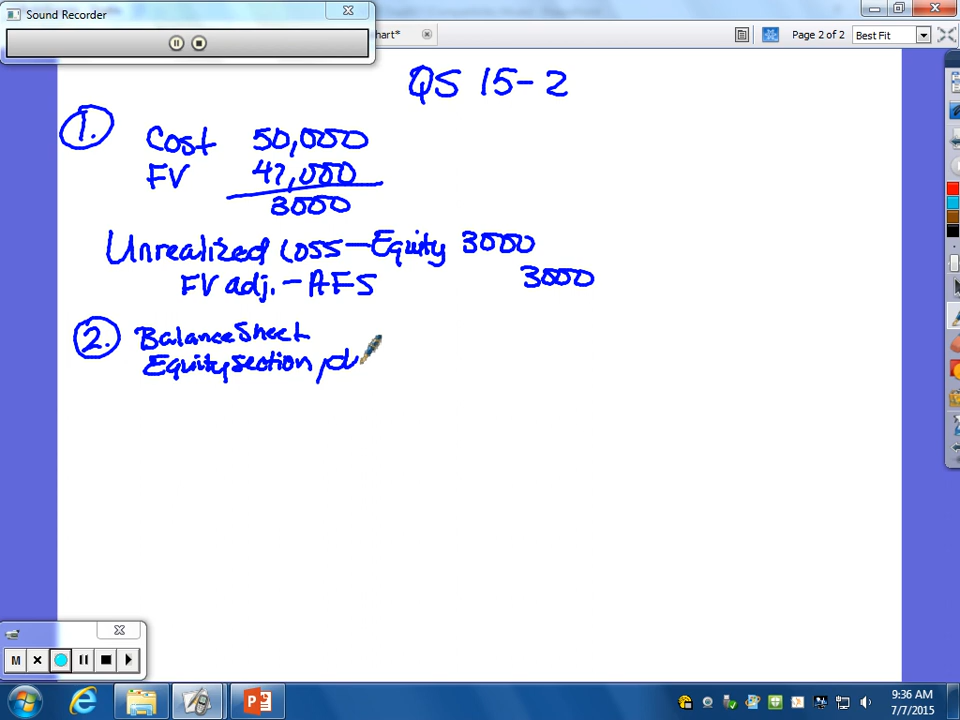 Sound Recorder
hart*
Page 2 of 2
Best Fit
QS 15-2
1.
Cost 50,000
FV 47,000
3000
Unrealized Loss - Equity 3000
FV adj. - AFS 3000
2. Balance Sheet
Equity Section,
M
9:36 AM
7/7/2015